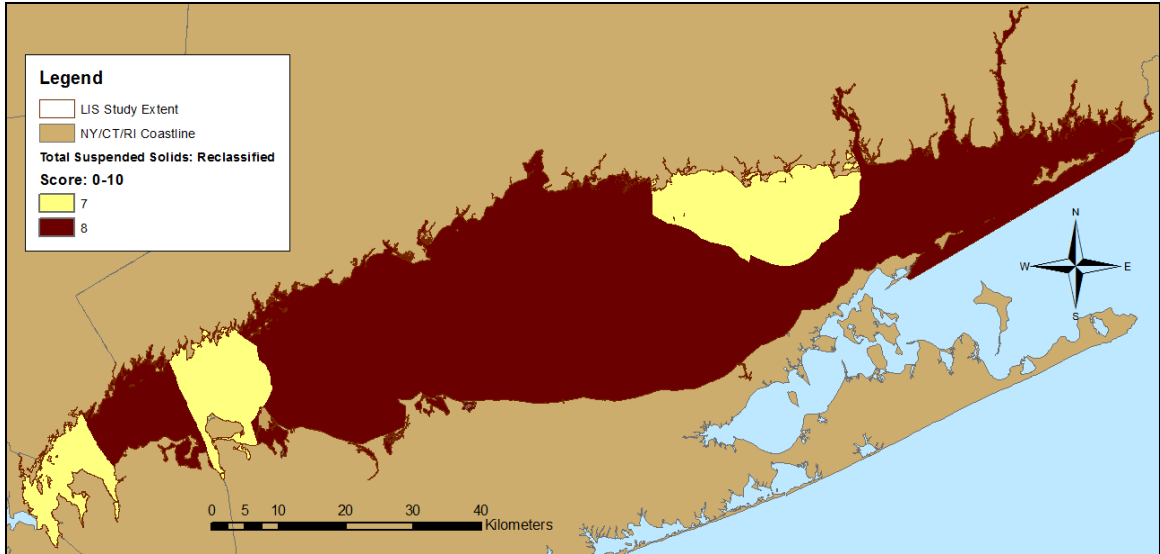 Legend
LIS Study Extent
NY/CT/RI Coastline
Total Suspended Solids: Reclassified
Score: 0-10
7
8
N
W E
S
0 5 10 20 30 40
Kilometers